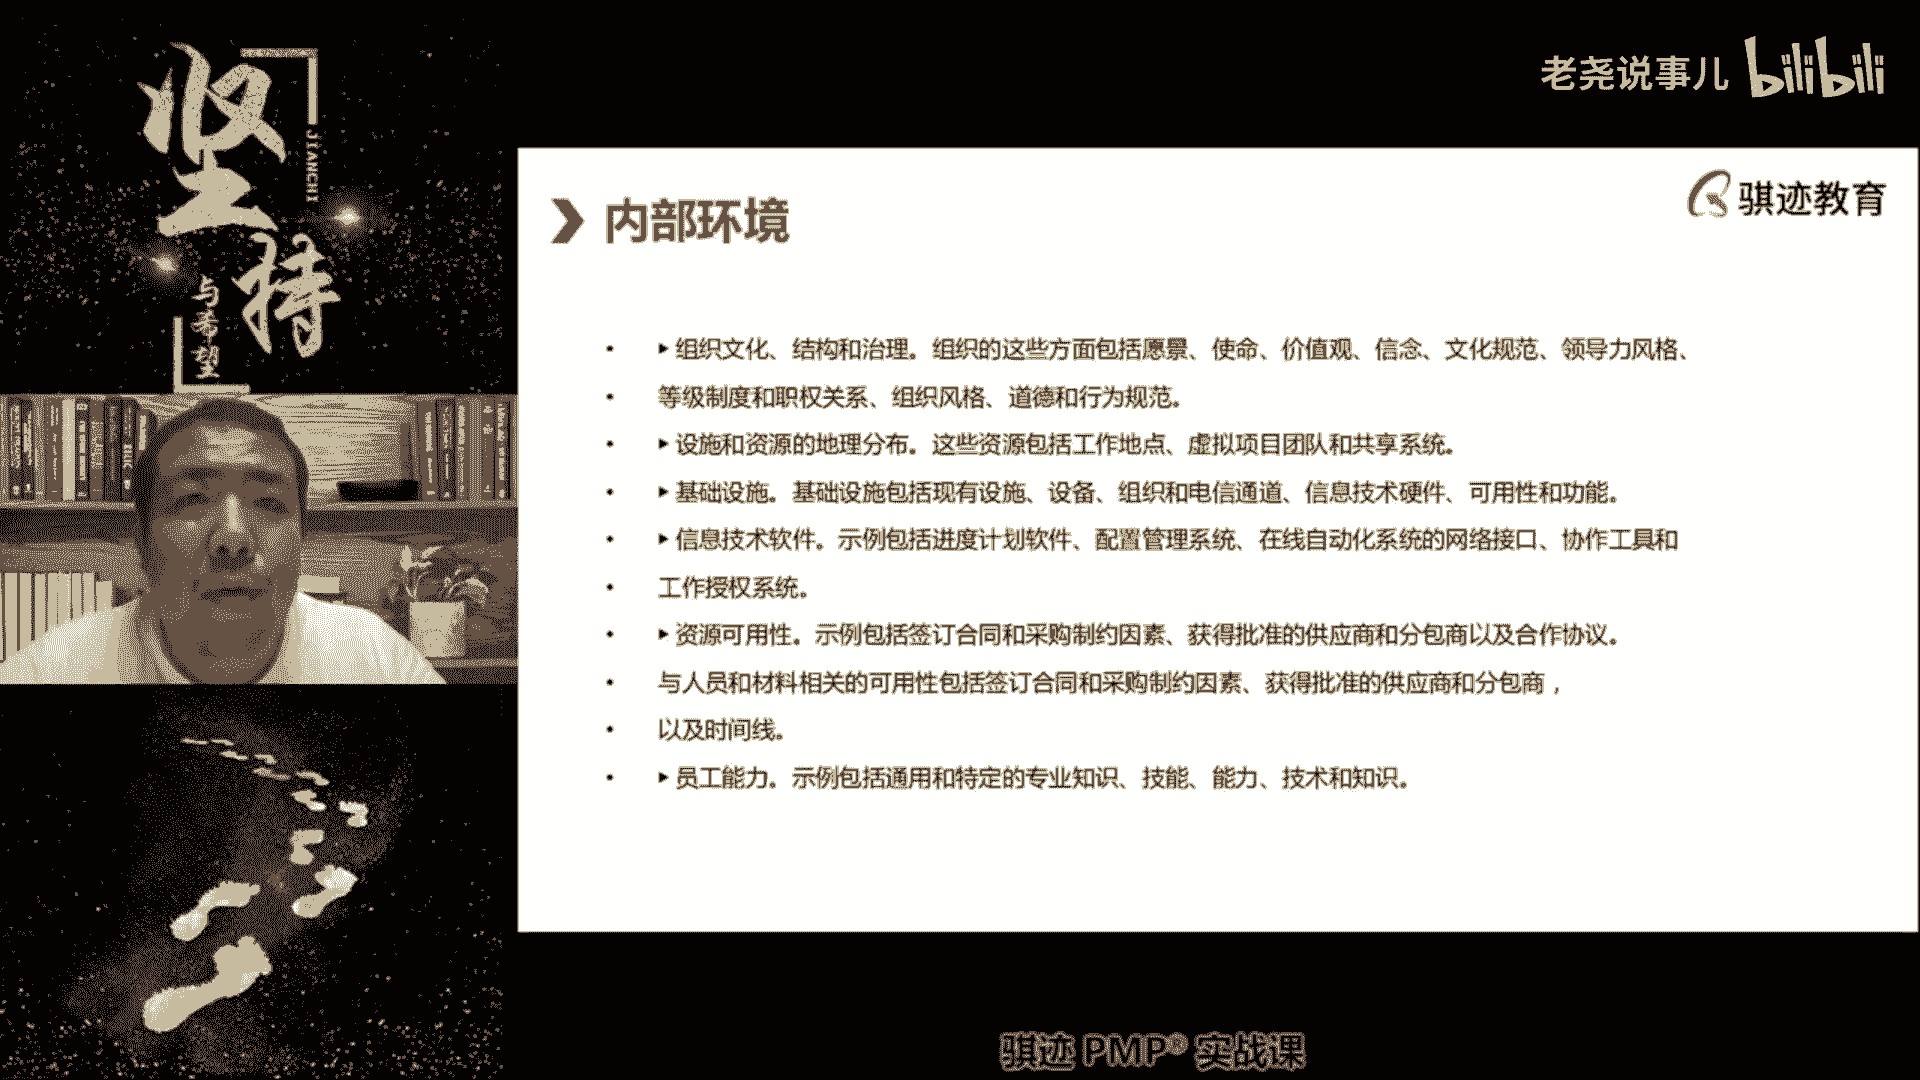 坚持
JIANCHI
与希望
老尧说事儿 bilibili
骐迹教育
内部环境
• ▶组织文化、结构和治理。组织的这些方面包括愿景、使命、价值观、信念、文化规范、领导力风格、
• 等级制度和职权关系、组织风格、道德和行为规范。
• ▶设施和资源的地理分布。这些资源包括工作地点、虚拟项目团队和共享系统。
• ▶基础设施。基础设施包括现有设施、设备、组织和电信通道、信息技术硬件、可用性和功能。
• ▶信息技术软件。示例包括进度计划软件、配置管理系统、在线自动化系统的网络接口、协作工具和
• 工作授权系统。
• ▶资源可用性。示例包括签订合同和采购制约因素、获得批准的供应商和分包商以及合作协议。
• 与人员和材料相关的可用性包括签订合同和采购制约因素、获得批准的供应商和分包商，
• 以及时间线。
• ▶员工能力。示例包括通用和特定的专业知识、技能、能力、技术和知识。
骐迹 PMP® 实战课